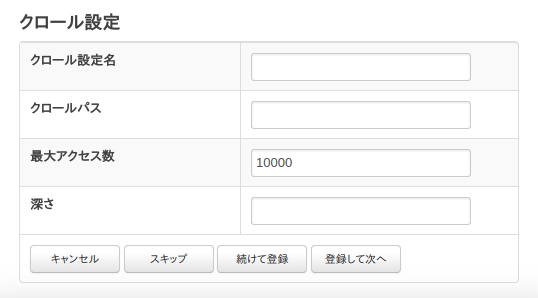 クロール設定
クロール設定名
クロールパス
最大アクセス数 10000
深さ
キャンセル スキップ 続けて登録 登録して次へ